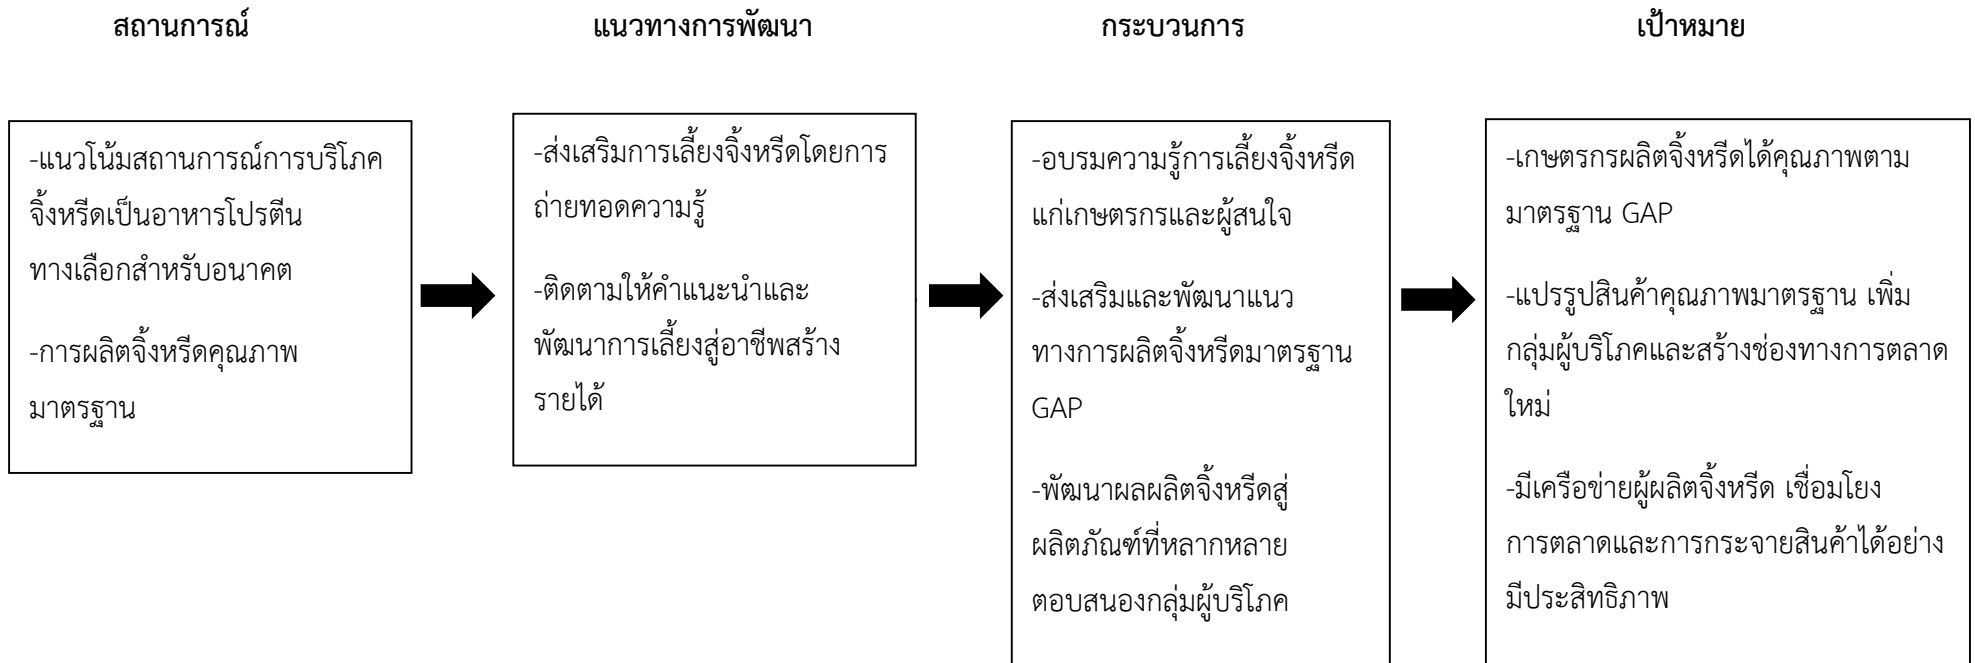 สถานการณ์
แนวทางการพัฒนา
กระบวนการ
เป้าหมาย
-แนวโน้มสถานการณ์การบริโภค
จิ้งหรีดเป็นอาหารโปรตีน
ทางเลือกสำหรับอนาคต
-การผลิตจิ้งหรีดคุณภาพ
มาตรฐาน
-ส่งเสริมการเลี้ยงจิ้งหรีดโดยการ
ถ่ายทอดความรู้
-ติดตามให้คำแนะนำและ
พัฒนาการเลี้ยงสู่อาชีพสร้าง
รายได้
-อบรมความรู้การเลี้ยงจิ้งหรีด
แก่เกษตรกรและผู้สนใจ
-ส่งเสริมและพัฒนาแนว
ทางการผลิตจิ้งหรีดมาตรฐาน
GAP
-พัฒนาผลผลิตจิ้งหรีดสู่
ผลิตภัณฑ์ที่หลากหลาย
ตอบสนองกลุ่มผู้บริโภค
-เกษตรกรผลิตจิ้งหรีดได้คุณภาพตาม
มาตรฐาน GAP
-แปรรูปสินค้าคุณภาพมาตรฐาน เพิ่ม
กลุ่มผู้บริโภคและสร้างช่องทางการตลาด
ใหม่
-มีเครือข่ายผู้ผลิตจิ้งหรีด เชื่อมโยง
การตลาดและการกระจายสินค้าได้อย่าง
มีประสิทธิภาพ